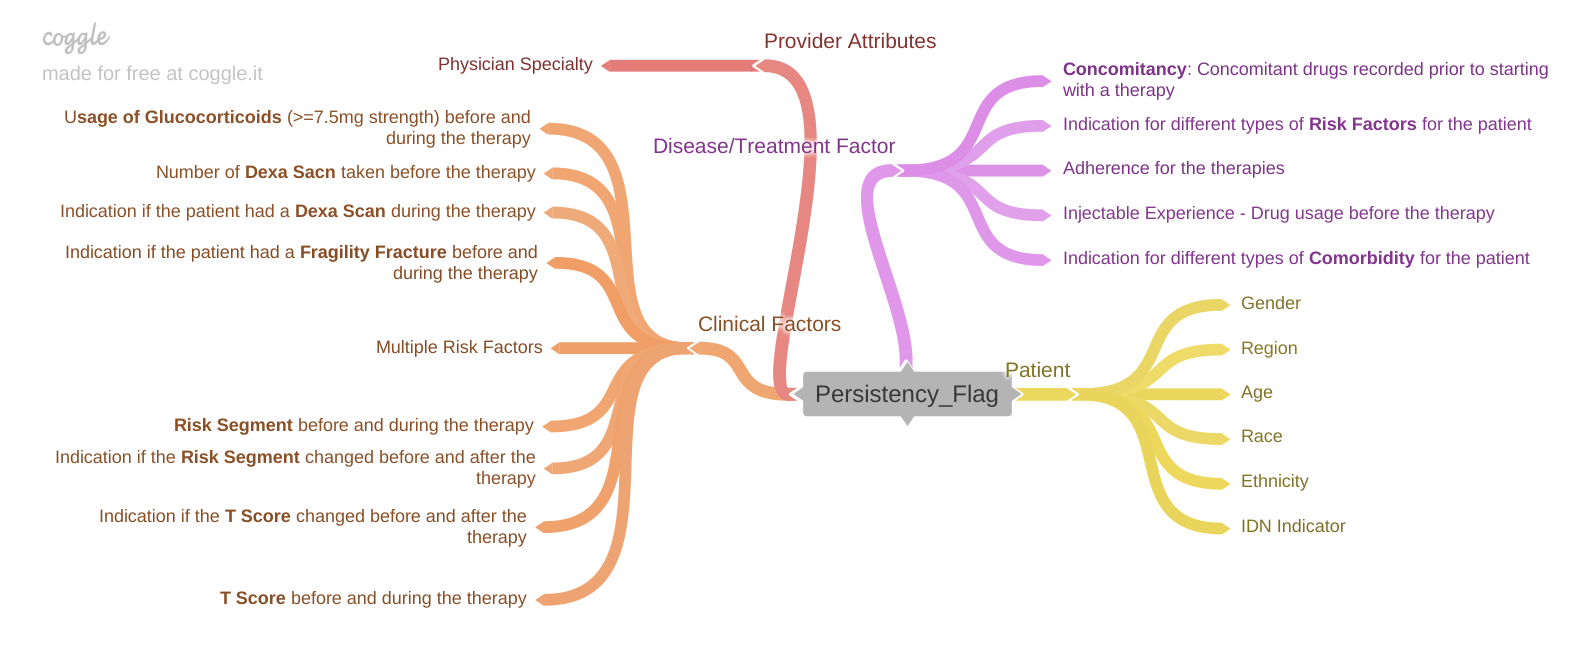 coggle
made for free at coggle.it
Provider Attributes
Physician Specialty
Usage of Glucocorticoids (>=7.5mg strength) before and
during the therapy
Number of Dexa Sacn taken before the therapy
Indication if the patient had a Dexa Scan during the therapy
Indication if the patient had a Fragility Fracture before and
during the therapy
Clinical Factors
Multiple Risk Factors
Risk Segment before and during the therapy
Indication if the Risk Segment changed before and after the
therapy
Indication if the T Score changed before and after the
therapy
T Score before and during the therapy
Disease/Treatment Factor
Concomitancy: Concomitant drugs recorded prior to starting
with a therapy
Indication for different types of Risk Factors for the patient
Adherence for the therapies
Injectable Experience - Drug usage before the therapy
Indication for different types of Comorbidity for the patient
Persistency_Flag
Patient
Gender
Region
Age
Race
Ethnicity
IDN Indicator